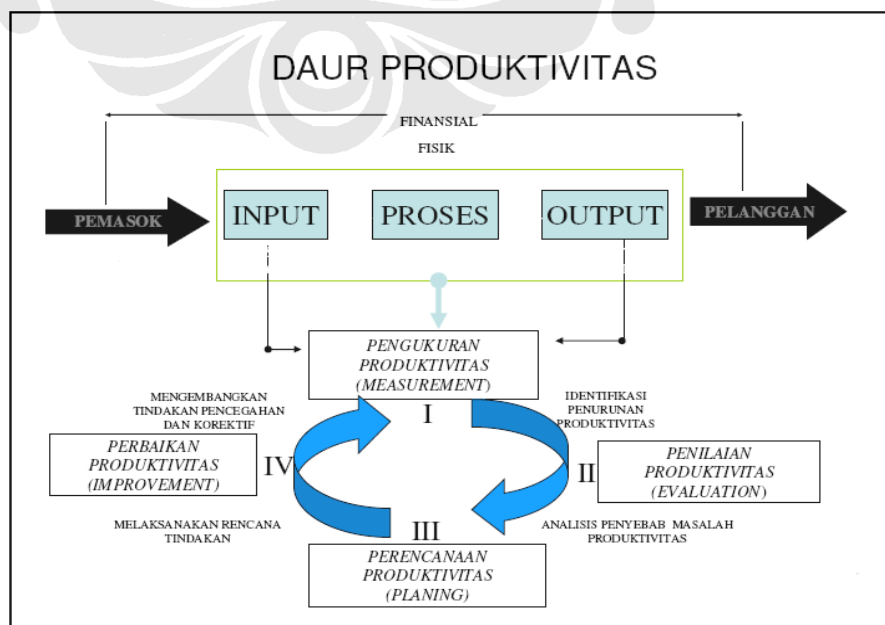 DAUR PRODUKTIVITAS
FINANSIAL
FISIK
PEMASOK
INPUT
PROSES
OUTPUT
PELANGGAN
PENGUKURAN
PRODUKTIVITAS
(MEASUREMENT)
MENGEMBANGKAN
TINDAKAN PENCEGAHAN
DAN KOREKTIF
I
IDENTIFIKASI
PENURUNAN
PRODUKTIVITAS
PERBAIKAN
PRODUKTIVITAS
(IMPROVEMENT)
IV
II
PENILAIAN
PRODUKTIVITAS
(EVALUATION)
MELAKSANAKAN RENCANA
TINDAKAN
III
ANALISIS PENYEBAB MASALAH
PRODUKTIVITAS
PERENCANAAN
PRODUKTIVITAS
(PLANING)